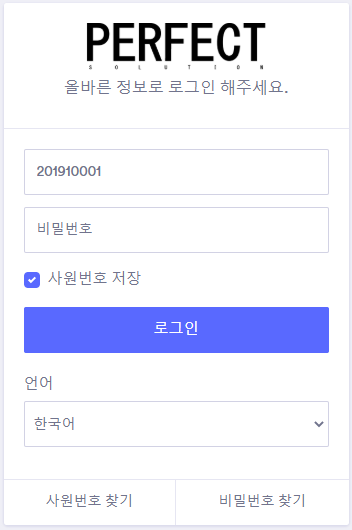 PERFECT
SOLUTION
올바른 정보로 로그인 해주세요.
201910001
비밀번호
사원번호 저장
로그인
언어
한국어
사원번호 찾기
비밀번호 찾기